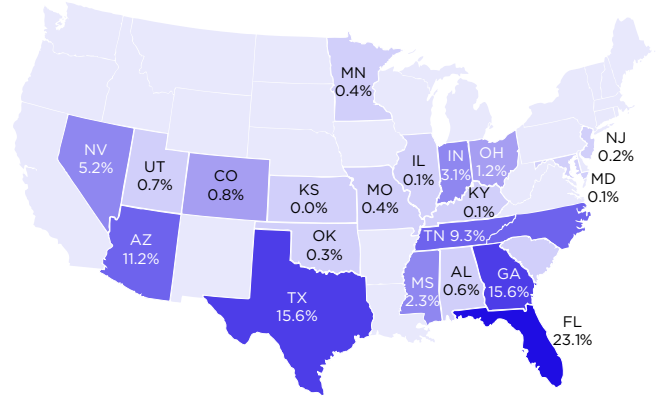 MN
0.4%
NV
5.2%
UT
0.7%
CO
0.8%
KS
0.0%
MO
0.4%
IL
0.1%
IN
3.1%
OH
1.2%
NJ
0.2%
MD
0.1%
KY
0.1%
AZ
11.2%
OK
0.3%
TN 9.3%
TX
15.6%
MS
2.3%
AL
0.6%
GA
15.6%
FL
23.1%